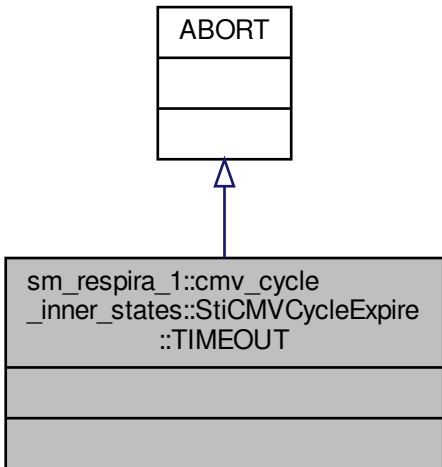 ABORT
sm_respira_1::cmv_cycle
_inner_states::StiCMVCycleExpire
::TIMEOUT